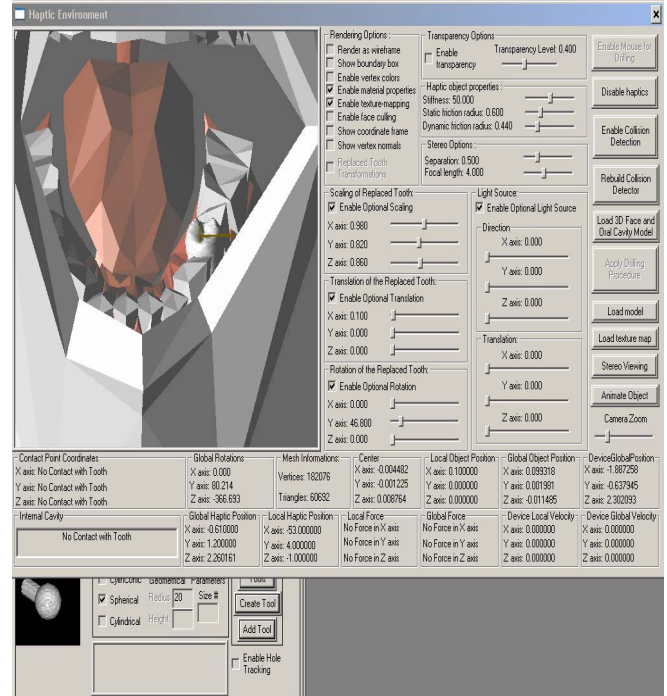 Haptic Environment
Rendering Options :
Render as wireframe
Show boundary box
Enable vertex colors
Enable material properties
Enable texture-mapping
Enable face culling
Show coordinate frame
Show vertex normals
Replaced Tooth
Transformations
Transparency Options
Enable
transparency
Transparency Level: 0.400
Haptic object properties :
Stiffness: 50.000
Static friction radius: 0.600
Dynamic friction radius: 0.440
Stereo Options :
Separation: 0.500
Focal length: 4.000
Scaling of Replaced Tooth:
Enable Optional Scaling
X axis: 0.980
Y axis: 0.820
Z axis: 0.860
Translation of the Replaced Tooth:
Enable Optional Translation
X axis: 0.100
Y axis: 0.000
Z axis: 0.000
Rotation of the Replaced Tooth:
Enable Optional Rotation
X axis: 0.000
Y axis: 46.800
Z axis: 0.000
Light Source:
Enable Optional Light Source
Direction
X axis: 0.000
Y axis: 0.000
Z axis: 0.000
Translation:
X axis: 0.000
Y axis: 0.000
Z axis: 0.000
Enable Mouse for
Drilling
Disable haptics
Enable Collision
Detection
Rebuild Collision
Detector
Load 3D Face and
Oral Cavity Model
Apply Drilling
Procedure
Load model
Load texture map
Stereo Viewing
Animate Object
Camera Zoom
Contact Point Coordinates
X axis: No Contact with Tooth
Y axis: No Contact with Tooth
Z axis: No Contact with Tooth
Global Rotations
X axis: 0.000
Y axis: 80.214
Z axis: -366.693
Mesh Informations:
Vertices: 182076
Triangles: 60692
Center
X axis: -0.004482
Y axis: -0.001225
Z axis: 0.008764
Local Object Position
X axis: 0.100000
Y axis: 0.000000
Z axis: 0.000000
Global Object Position
X axis: 0.099318
Y axis: 0.001981
Z axis: -0.011485
DeviceGlobalPosition
X axis: -1.887258
Y axis: -0.637945
Z axis: 2.302093
Internal Cavity
No Contact with Tooth
Global Haptic Position
X axis: -0.610000
Y axis: 1.200000
Z axis: 2.260161
Local Haptic Position
X axis: -53.000000
Y axis: 4.000000
Z axis: -1.000000
Local Force
No Force in X axis
No Force in Y axis
No Force in Z axis
Global Force
No Force in X axis
No Force in Y axis
No Force in Z axis
Device Local Velocity
X axis: 0.000000
Y axis: 0.000000
Z axis: 0.000000
Device Global Velocity
X axis: 0.000000
Y axis: 0.000000
Z axis: 0.000000
Geometrical Parameters
Spherical
Radius: 20
Size #
Cylindrical
Height:
Tools
Create Tool
Add Tool
Enable Hole
Tracking